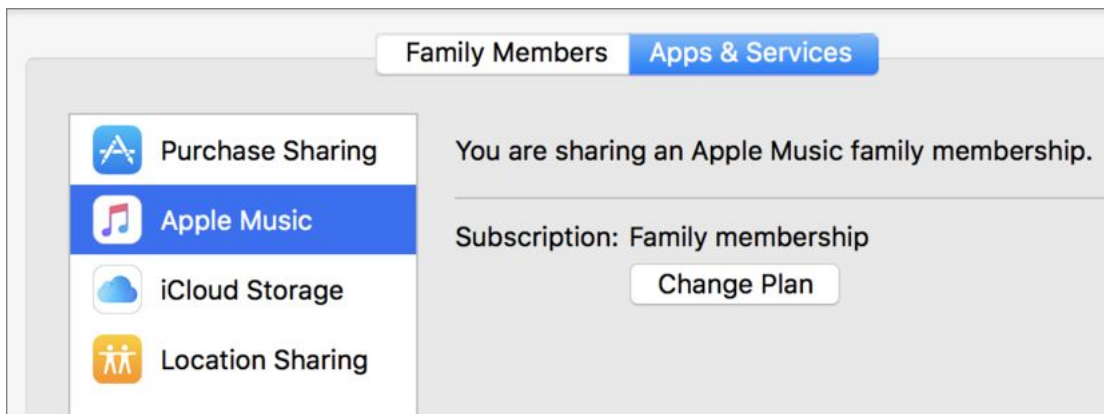 Family Members
Apps & Services
Purchase Sharing
Apple Music
iCloud Storage
Location Sharing
You are sharing an Apple Music family membership.
Subscription: Family membership
Change Plan